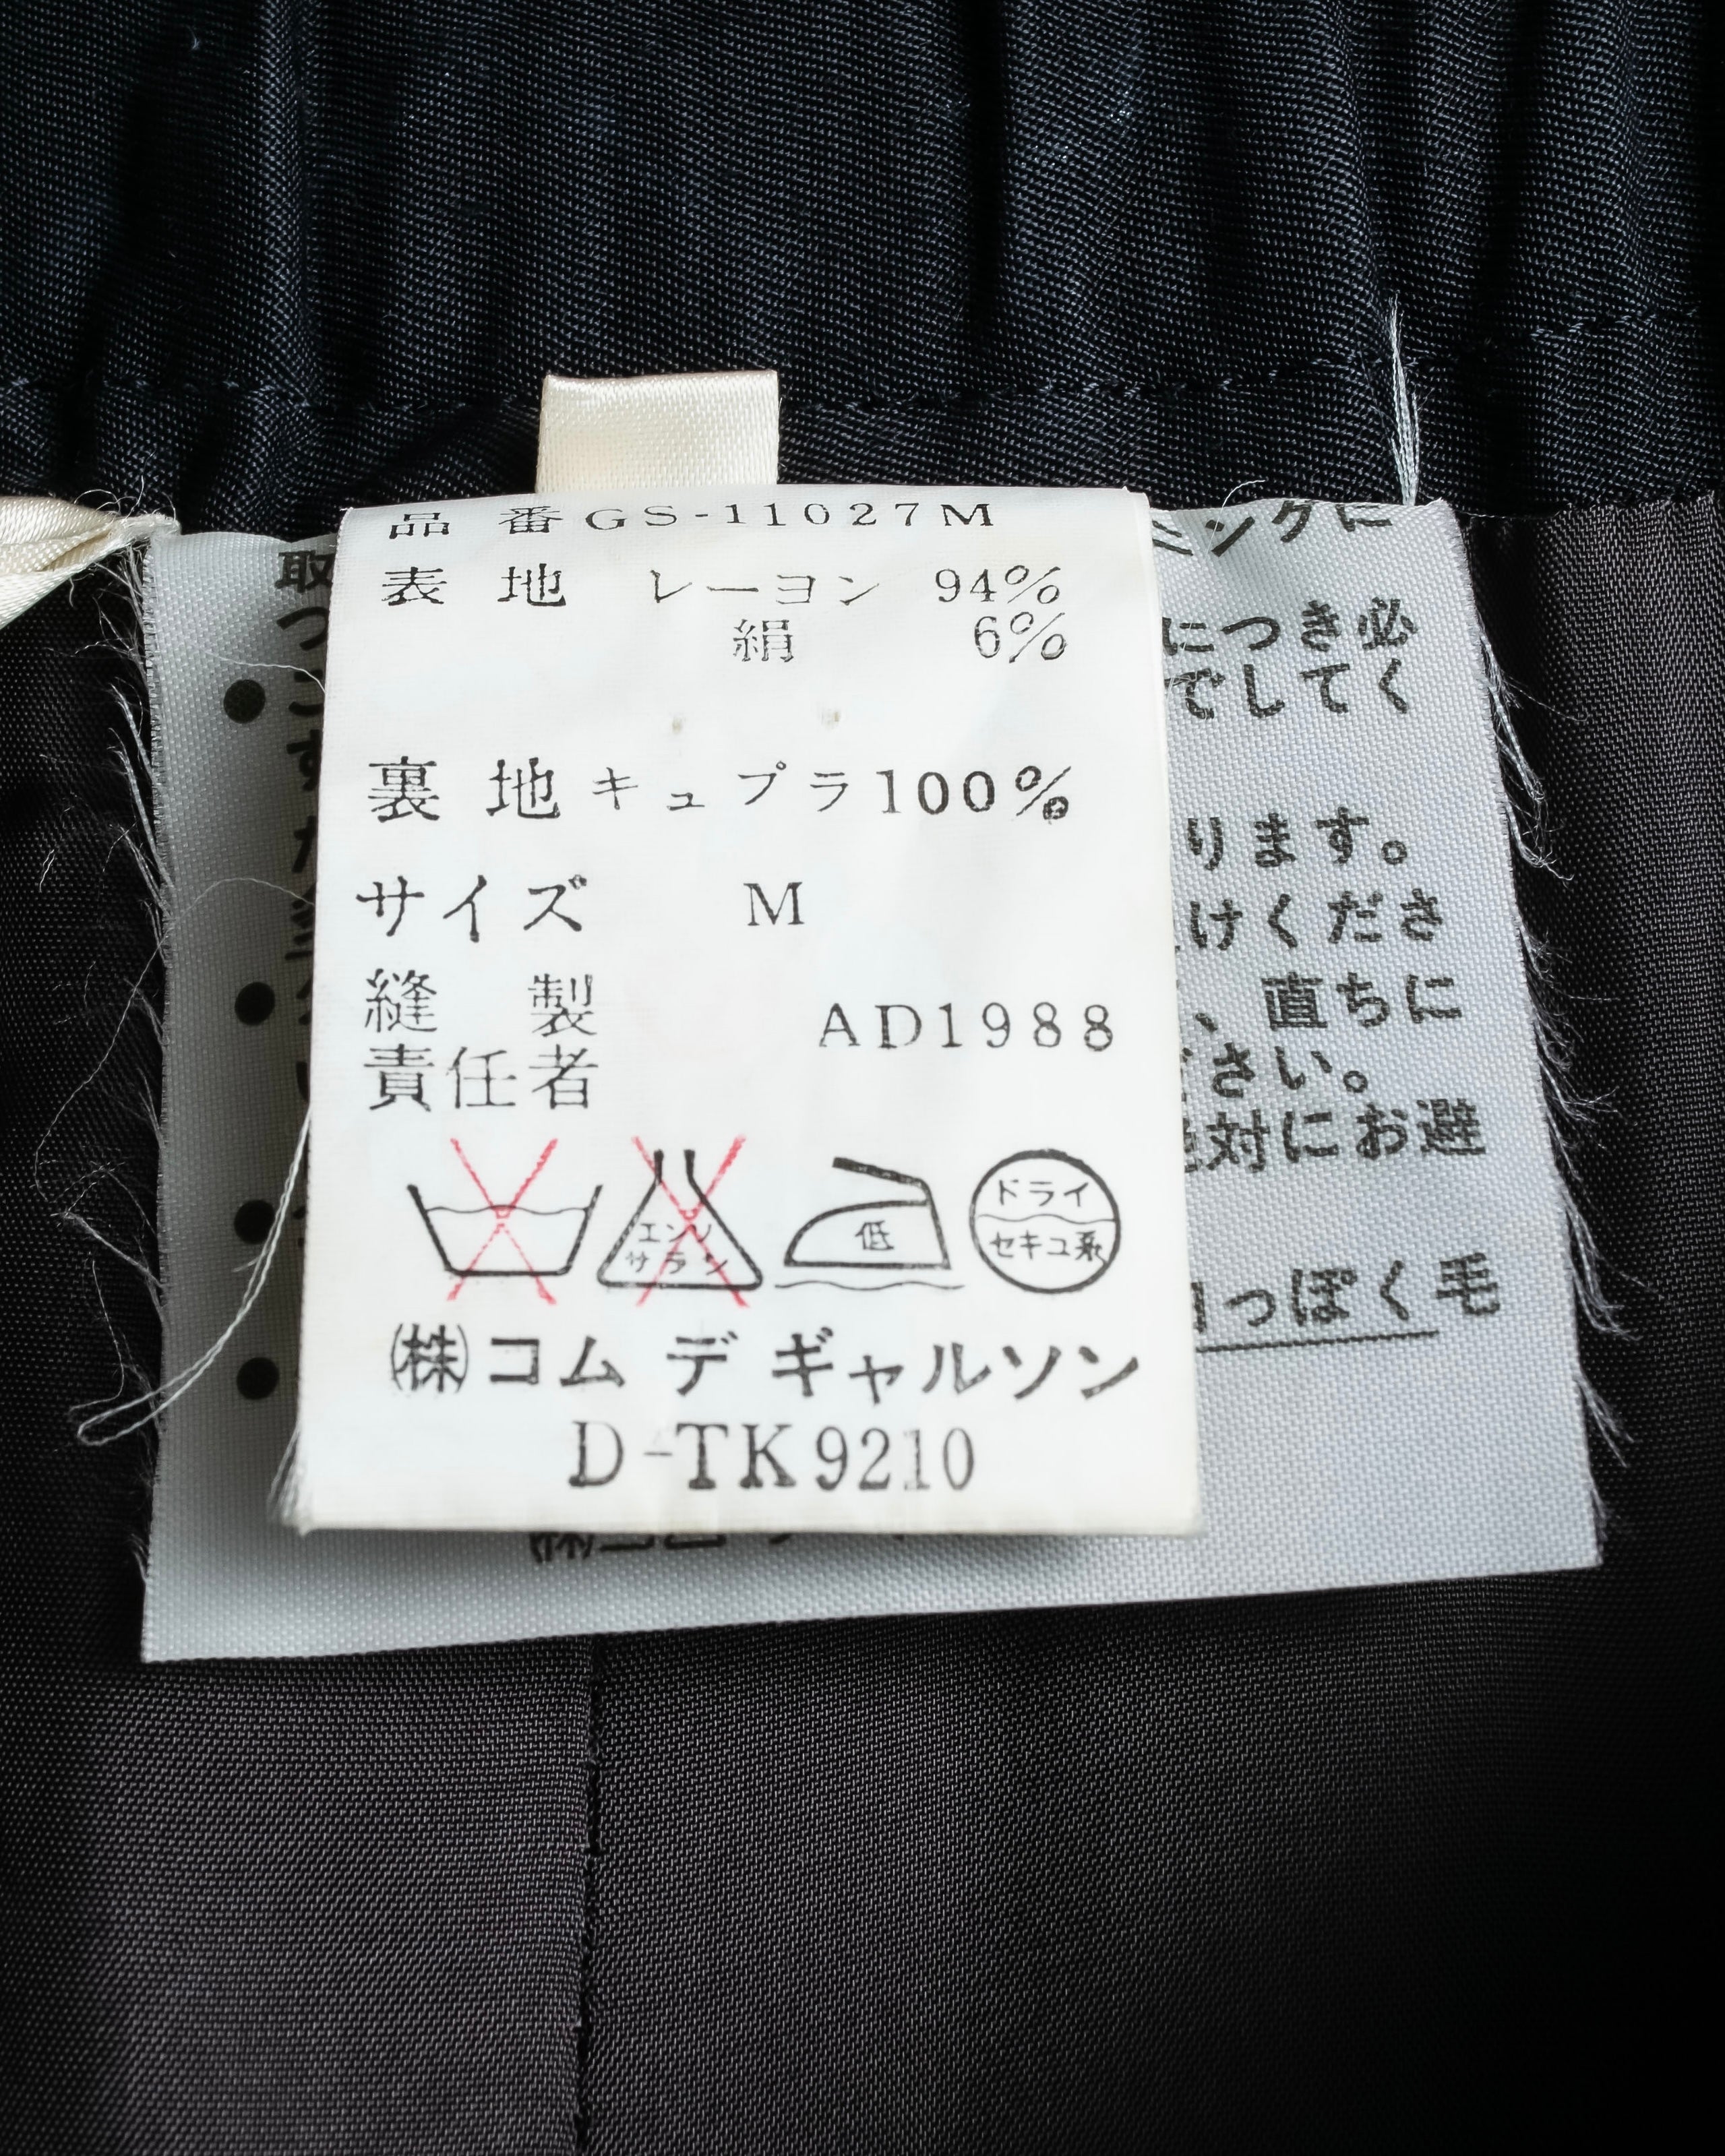 品番 GS-11027M
表地 レーヨン 94%
絹 6%
裏地 キュプラ 100%
サイズ M
縫製 AD1988
責任者
エンソ
サラシ
低
ドライ
セキユ系
㈱コム デ ギャルソン
D-TK9210
取 ミングに
つ につき必
でしてく
ります。
けくださ
、直ちに
さい。
対にお避
っぽく毛